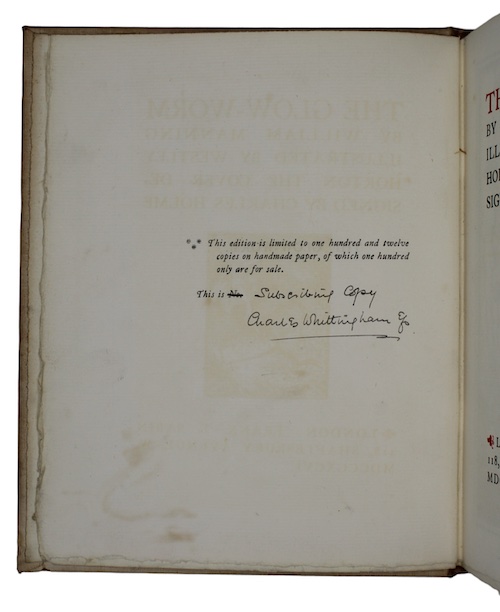 This edition is limited to one hundred and twelve
copies on handmade paper, of which one hundred
only are for sale.
This is No. Subscribing Copy
Charles Whittingham
TH
BY
ILL
HO
SIG
L
118,
MD